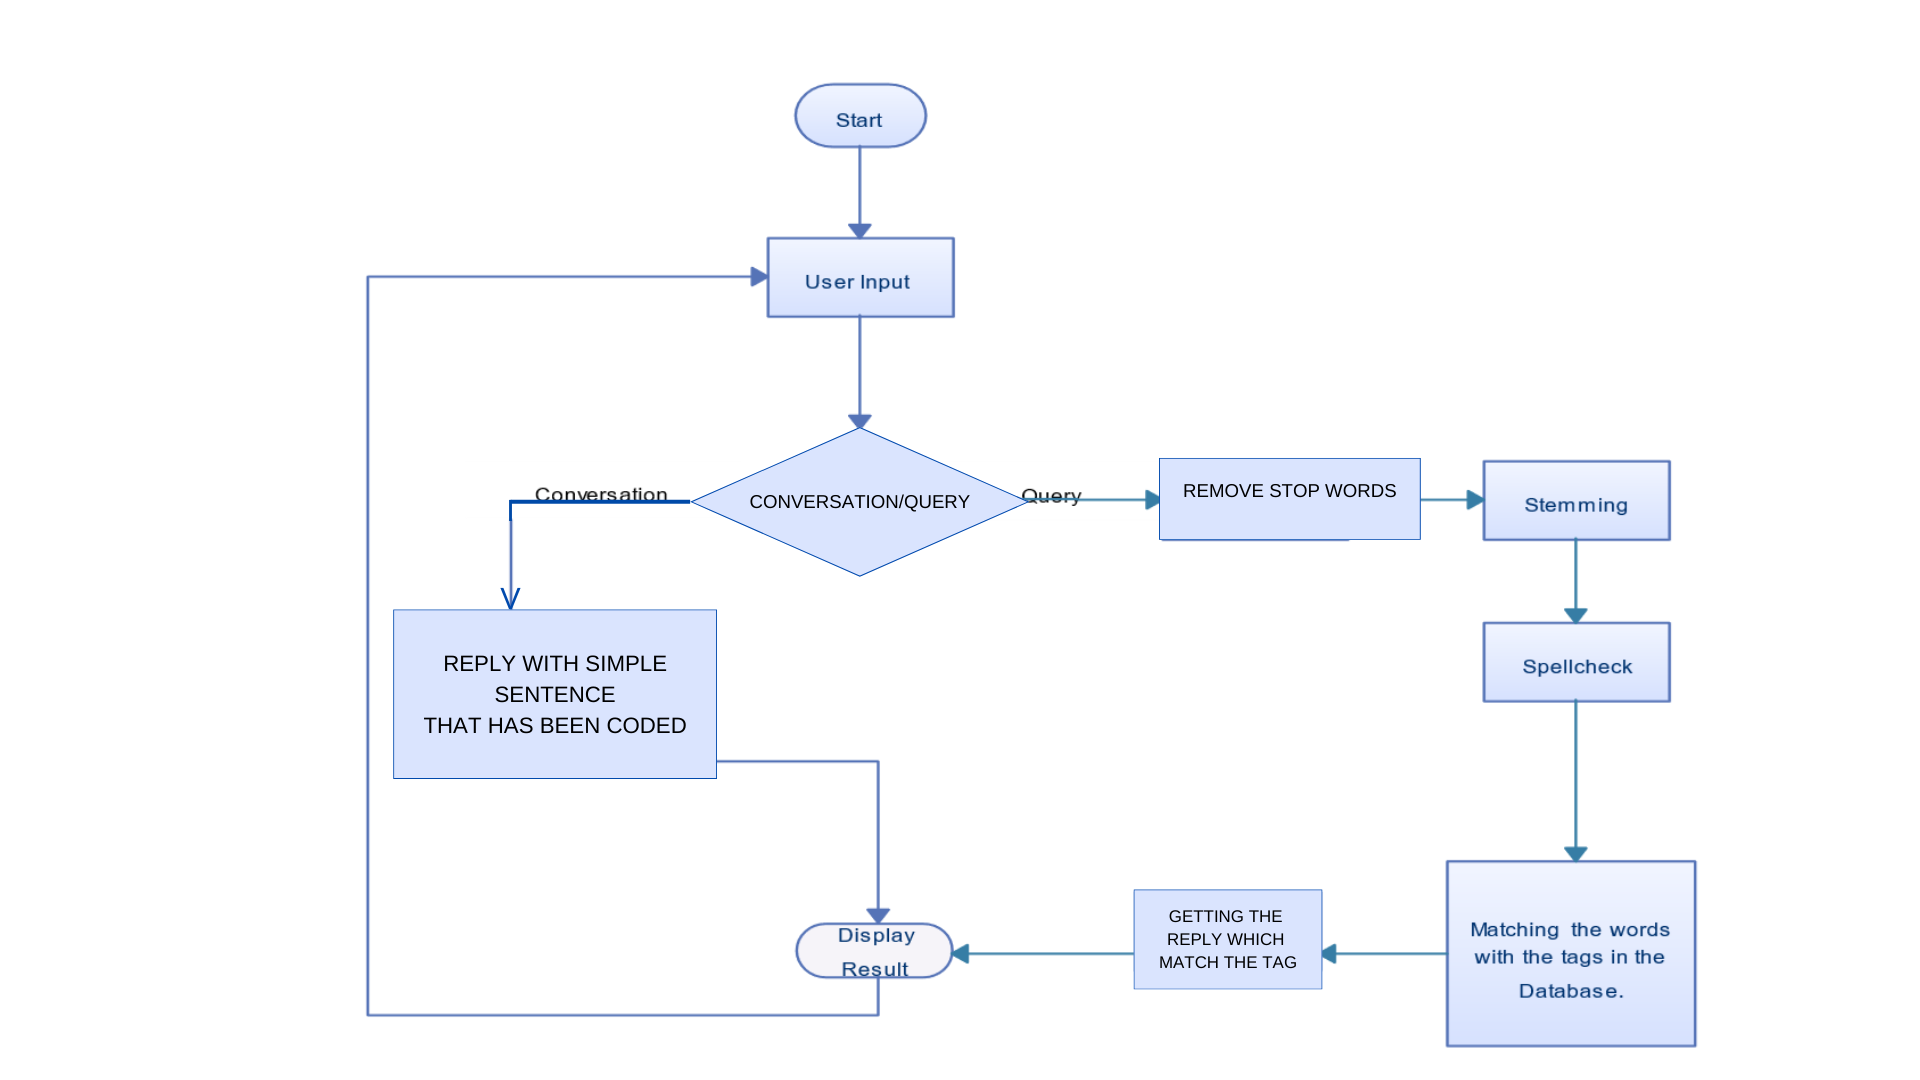 Start
User Input
Conversation
CONVERSATION/QUERY
Query
REMOVE STOP WORDS
Stemming
REPLY WITH SIMPLE
SENTENCE
THAT HAS BEEN CODED
Spellcheck
Display
Result
GETTING THE
REPLY WHICH
MATCH THE TAG
Matching the words
with the tags in the
Database.